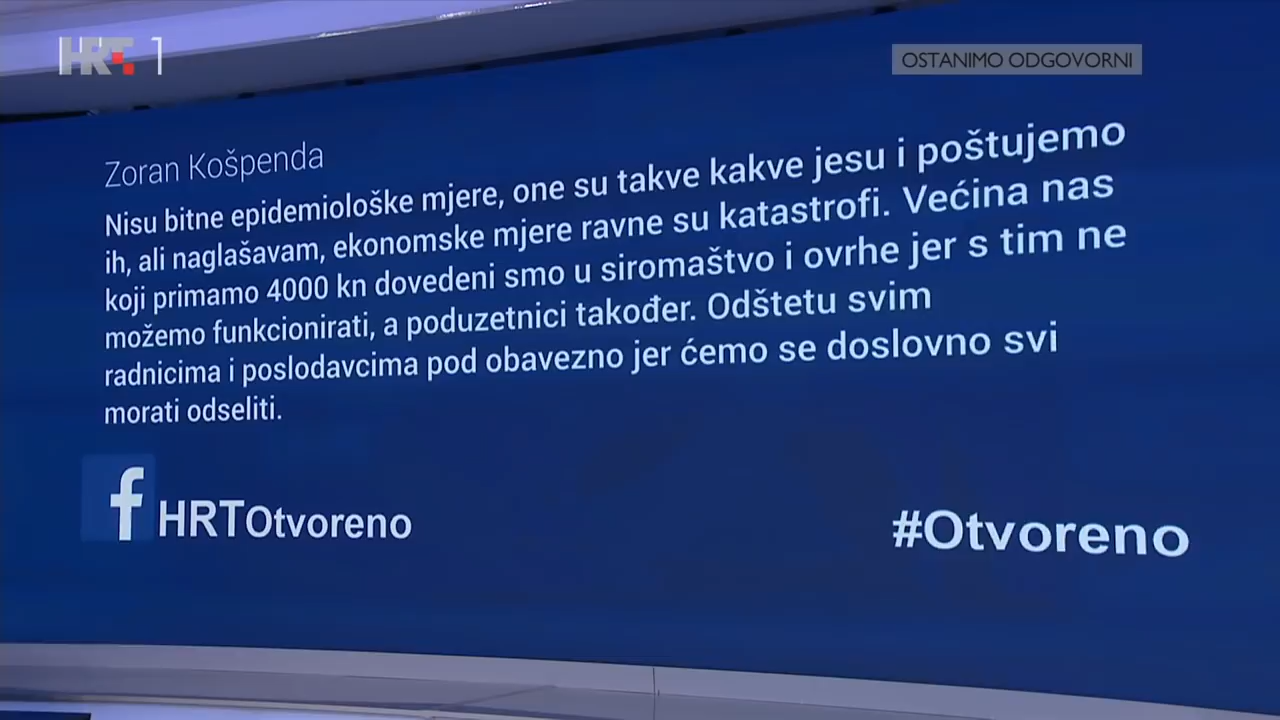 HRT 1
OSTANIMO ODGOVORNI
Zoran Košpenda
Nisu bitne epidemiološke mjere, one su takve kakve jesu i poštujemo
ih, ali naglašavam, ekonomske mjere ravne su katastrofi. Većina nas
koji primamo 4000 kn dovedeni smo u siromaštvo i ovrhe jer s tim ne
možemo funkcionirati, a poduzetnici također. Odštetu svim
radnicima i poslodavcima pod obavezno jer ćemo se doslovno svi
morati odseliti.
f HRTOtvoreno
#Otvoreno